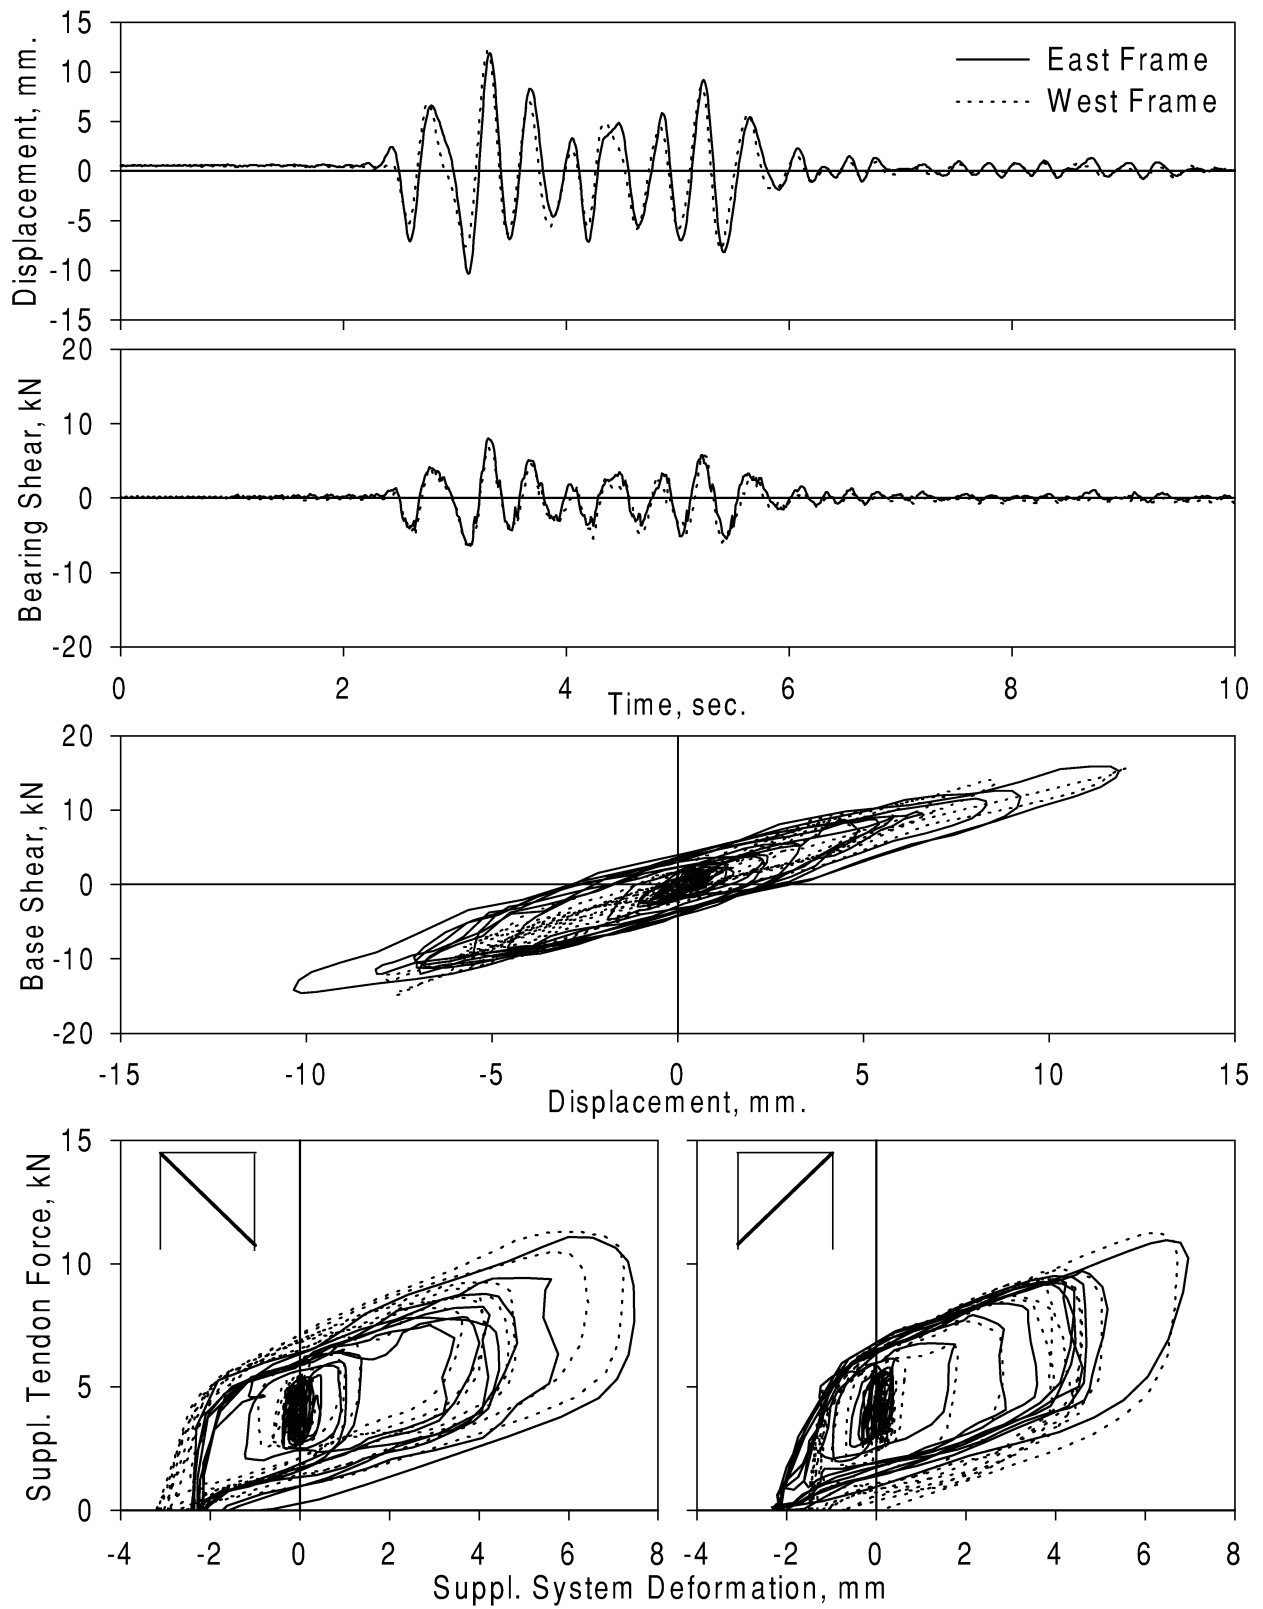 15
10
5
0
-5
-10
-15
Displacement, mm.
East Frame
West Frame
20
10
0
-10
-20
Bearing Shear, kN
0 2 4 6 8 10
Time, sec.
20
10
0
-10
-20
Base Shear, kN
-15 -10 -5 0 5 10 15
Displacement, mm.
15
10
5
0
Suppl. Tendon Force, kN
-4 -2 0 2 4 6 8 -4 -2 0 2 4 6 8
Suppl. System Deformation, mm